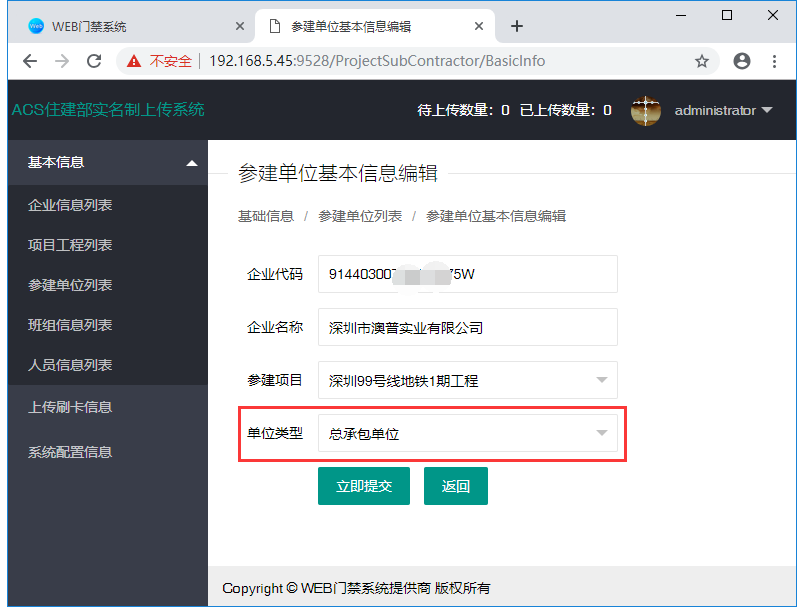 WEB门禁系统
参建单位基本信息编辑
不安全 192.168.5.45:9528/ProjectSubContractor/BasicInfo
ACS住建部实名制上传系统
待上传数量：0 已上传数量：0
administrator
基本信息
企业信息列表
项目工程列表
参建单位列表
班组信息列表
人员信息列表
上传刷卡信息
系统配置信息
参建单位基本信息编辑
基础信息 / 参建单位列表 / 参建单位基本信息编辑
企业代码 9144030075W
企业名称 深圳市澳普实业有限公司
参建项目 深圳99号线地铁1期工程
单位类型 总承包单位
立即提交 返回
Copyright © WEB门禁系统提供商 版权所有